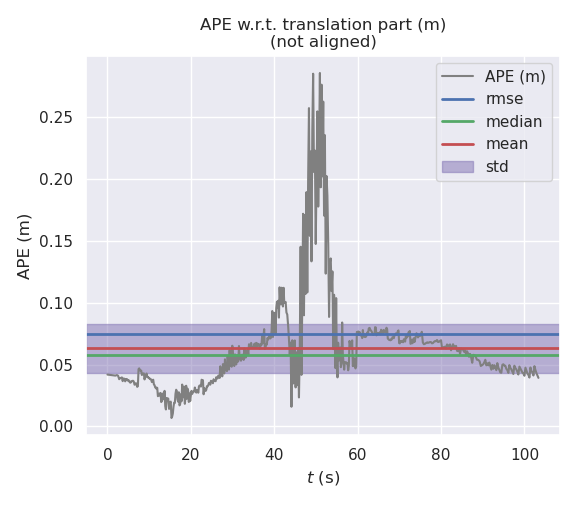 APE w.r.t. translation part (m)
(not aligned)
APE (m)
rmse
median
mean
std
0.25
0.20
0.15
0.10
0.05
0.00
APE (m)
0 20 40 60 80 100
t (s)